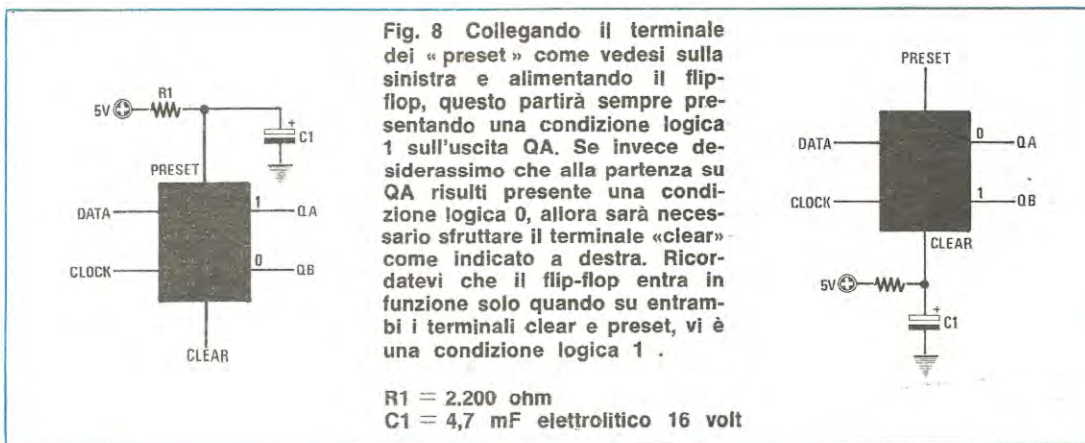 Fig. 8 Collegando il terminale
dei « preset » come vedesi sulla
sinistra e alimentando il flip-
flop, questo partirà sempre pre-
sentando una condizione logica
1 sull'uscita QA. Se invece de-
siderassimo che alla partenza su
QA risulti presente una condi-
zione logica 0, allora sarà neces-
sario sfruttare il terminale «clear»
come indicato a destra. Ricor-
datevi che il flip-flop entra in
funzione solo quando su entram-
bi i terminali clear e preset, vi è
una condizione logica 1 .
R1 = 2.200 ohm
C1 = 4,7 mF elettrolitico 16 volt
R1
5V
+
C1
PRESET
DATA
1
QA
CLOCK
0
QB
CLEAR
PRESET
DATA
0
QA
CLOCK
1
QB
CLEAR
5V
+
C1